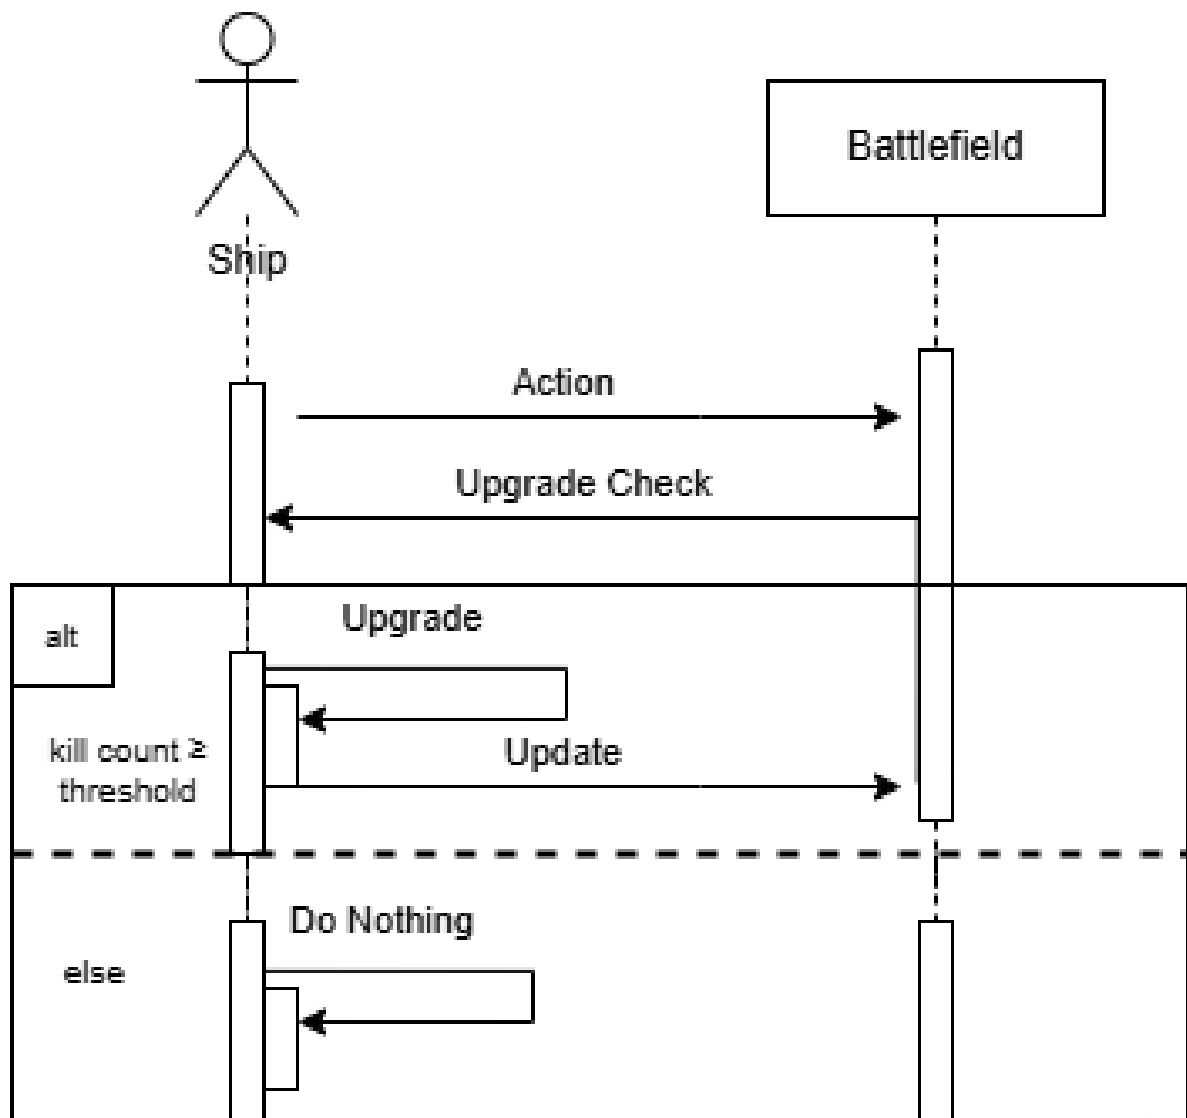 Battlefield
Ship
Action
Upgrade Check
alt
Upgrade
kill count ≥
threshold
Update
Do Nothing
else